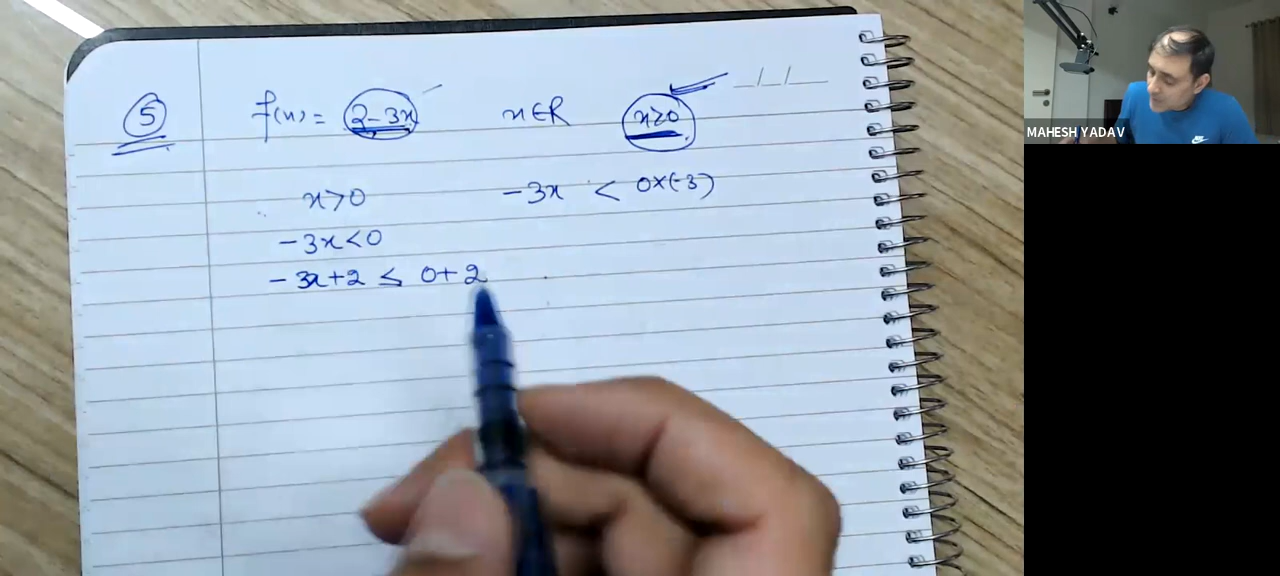 5 f(x) = 2-3x x∈R x>0
x>0 -3x < 0×(-3)
-3x<0
-3x+2 ≤ 0+2
MAHESH YADAV